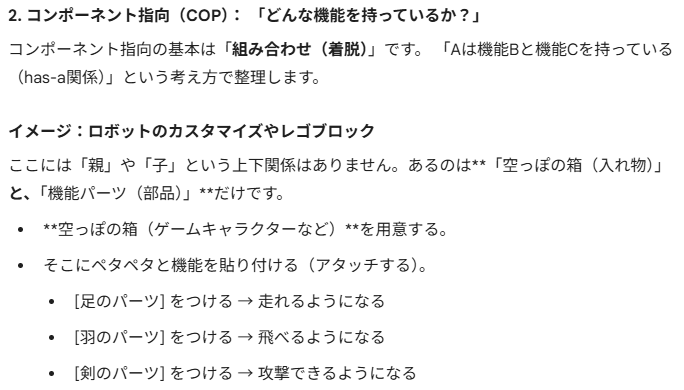 2. コンポーネント指向（COP）： 「どんな機能を持っているか？」
コンポーネント指向の基本は「組み合わせ（着脱）」です。 「Aは機能Bと機能Cを持っている
（has-a関係）」という考え方で整理します。
イメージ：ロボットのカスタマイズやレゴブロック
ここには「親」や「子」という上下関係はありません。あるのは**「空っぽの箱（入れ物）」
と、「機能パーツ（部品）」**だけです。
• **空っぽの箱（ゲームキャラクターなど）**を用意する。
• そこにペタペタと機能を貼り付ける（アタッチする）。
• [足のパーツ] をつける → 走れるようになる
• [羽のパーツ] をつける → 飛べるようになる
• [剣のパーツ] をつける → 攻撃できるようになる